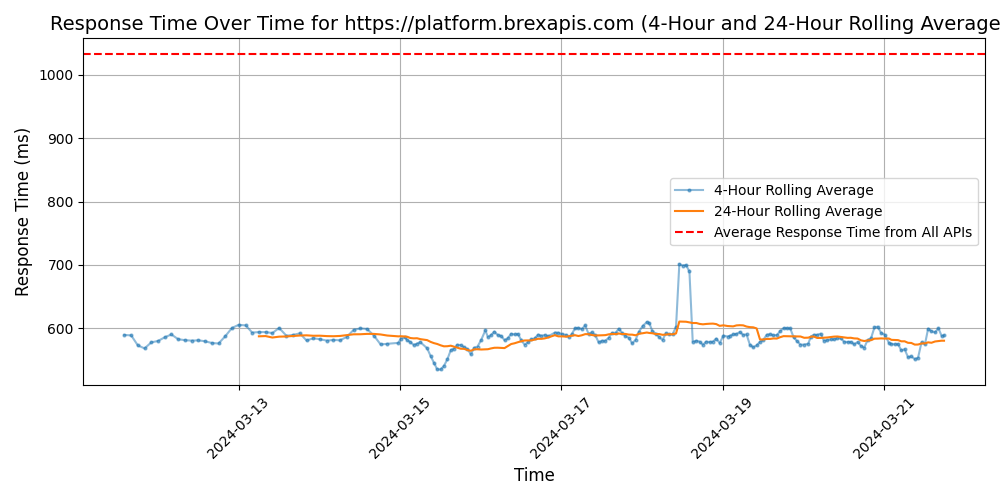 Response Time Over Time for https://platform.brexapis.com (4-Hour and 24-Hour Rolling Average
Response Time (ms)
1000
900
800
700
600
4-Hour Rolling Average
24-Hour Rolling Average
Average Response Time from All APIs
2024-03-13
2024-03-15
2024-03-17
2024-03-19
2024-03-21
Time